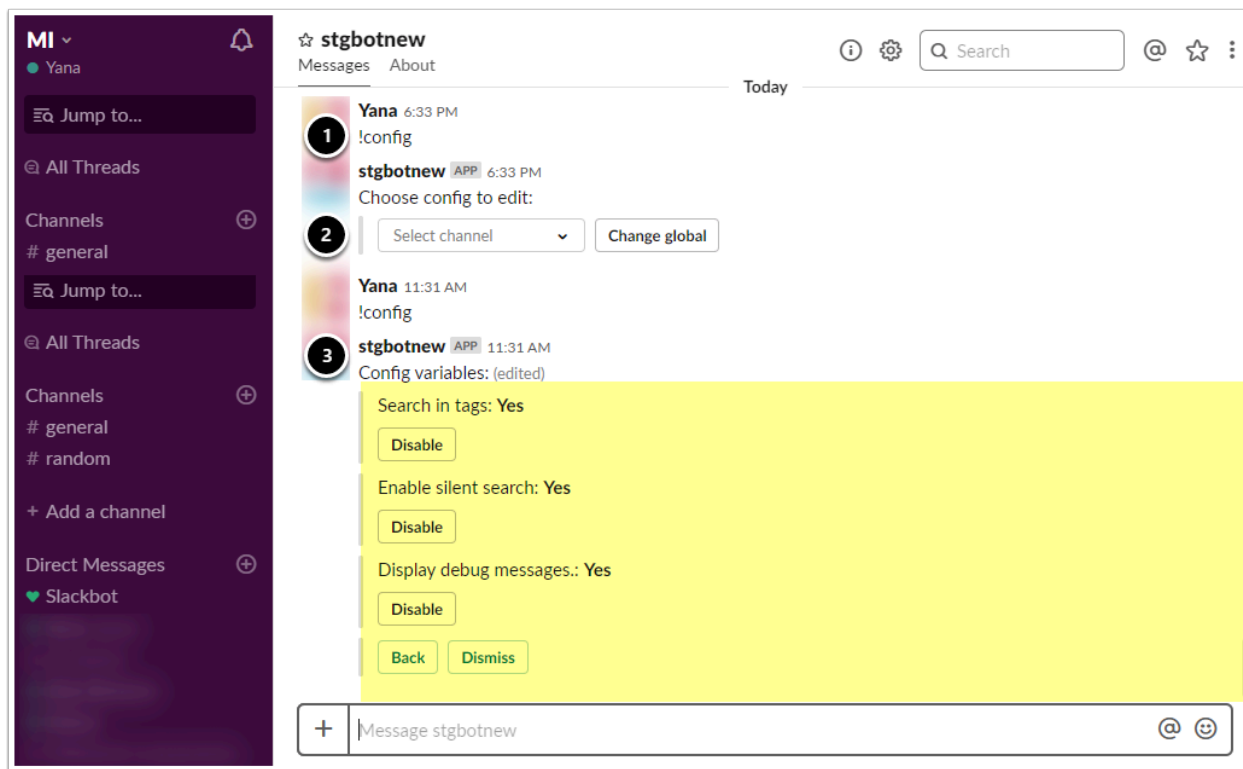 MI
Yana
Jump to...
All Threads
Channels
# general
Jump to...
All Threads
Channels
# general
# random
+ Add a channel
Direct Messages
Slackbot
stgbotnew
Messages About
Search
Today
Yana 6:33 PM
1
!config
stgbotnew APP 6:33 PM
Choose config to edit:
2
Select channel Change global
Yana 11:31 AM
!config
3
stgbotnew APP 11:31 AM
Config variables: (edited)
Search in tags: Yes
Disable
Enable silent search: Yes
Disable
Display debug messages.: Yes
Disable
Back Dismiss
+ Message stgbotnew @